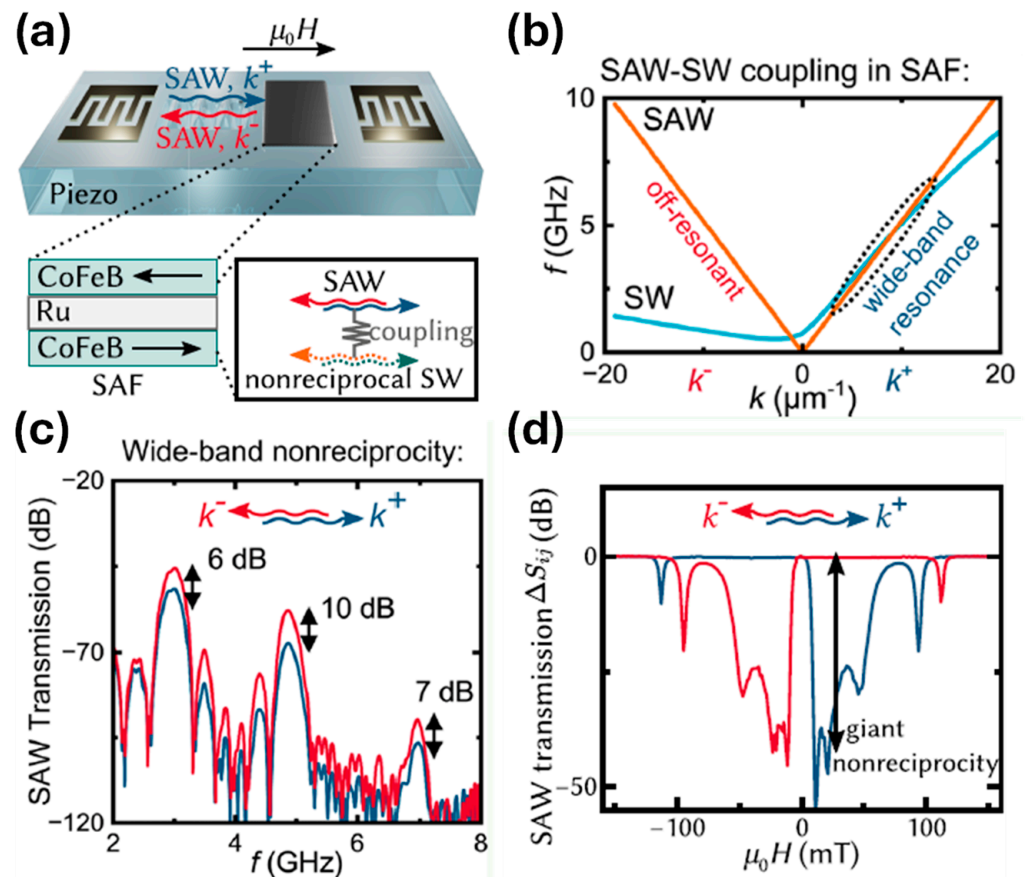 (a)
μ₀H
SAW, k⁺
SAW, k⁻
Piezo
CoFeB
Ru
CoFeB
SAF
SAW
coupling
nonreciprocal SW
(b)
SAW-SW coupling in SAF:
f (GHz)
10
5
0
SAW
off-resonant
SW
wide-band
resonance
−20
0
20
k⁻
k⁺
k (μm⁻¹)
(c)
Wide-band nonreciprocity:
SAW Transmission (dB)
−20
−70
−120
k⁻
k⁺
6 dB
10 dB
7 dB
2
4
6
8
f (GHz)
(d)
SAW transmission ΔSᵢⱼ (dB)
0
−50
k⁻
k⁺
giant
nonreciprocity
−100
0
100
μ₀H (mT)